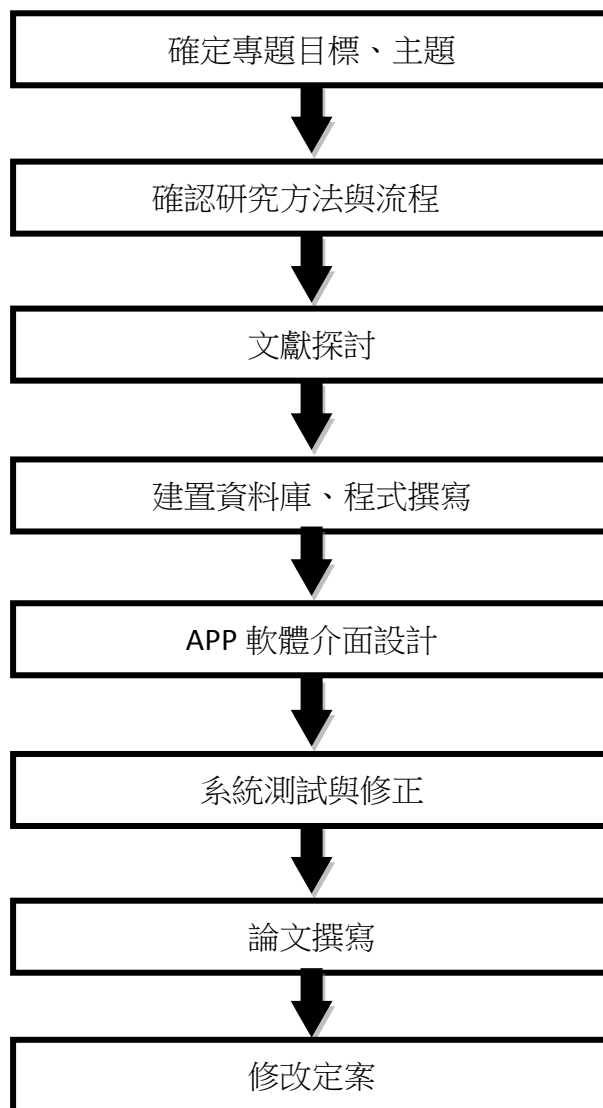 確定專題目標、主題
確認研究方法與流程
文獻探討
建置資料庫、程式撰寫
APP 軟體介面設計
系統測試與修正
論文撰寫
修改定案